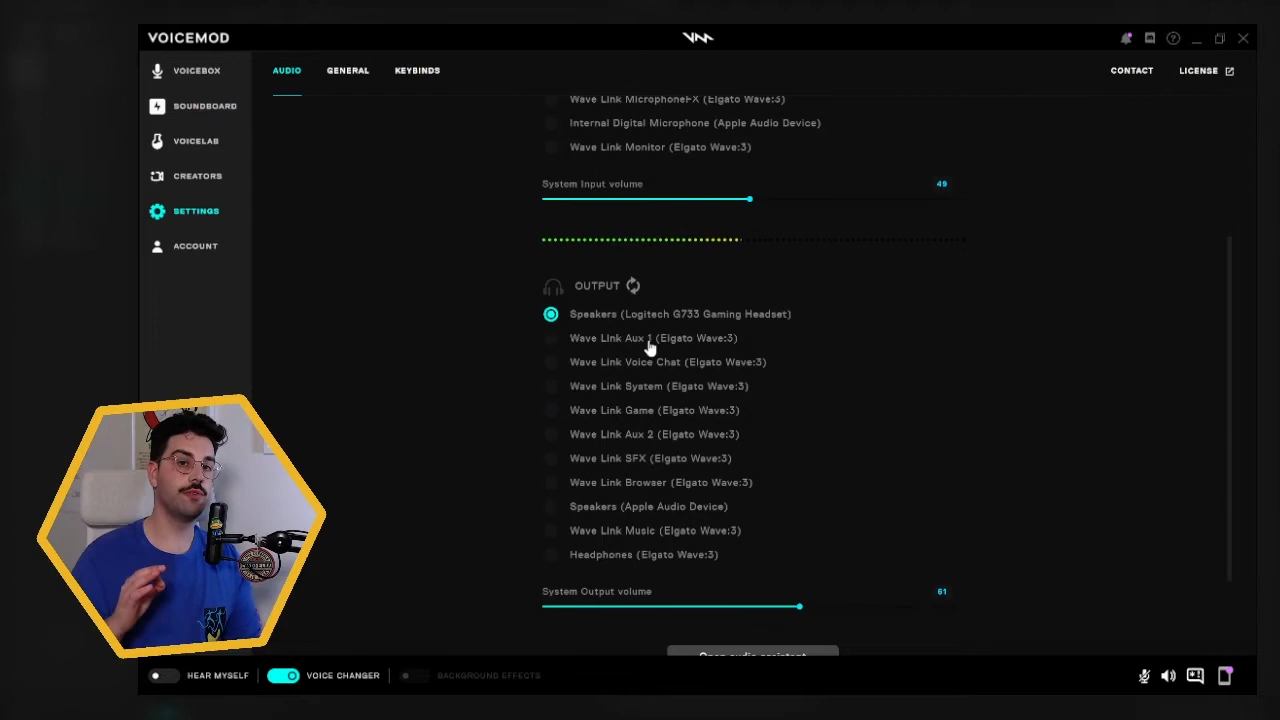 VOICEMOD
VOICEBOX
SOUNDBOARD
VOICELAB
CREATORS
SETTINGS
ACCOUNT
AUDIO GENERAL KEYBINDS CONTACT LICENSE
Wave Link MicrophoneFX (Elgato Wave:3)
Internal Digital Microphone (Apple Audio Device)
Wave Link Monitor (Elgato Wave:3)
System Input volume 49
OUTPUT
Speakers (Logitech G733 Gaming Headset)
Wave Link Aux 1 (Elgato Wave:3)
Wave Link Voice Chat (Elgato Wave:3)
Wave Link System (Elgato Wave:3)
Wave Link Game (Elgato Wave:3)
Wave Link Aux 2 (Elgato Wave:3)
Wave Link SFX (Elgato Wave:3)
Wave Link Browser (Elgato Wave:3)
Speakers (Apple Audio Device)
Wave Link Music (Elgato Wave:3)
Headphones (Elgato Wave:3)
System Output volume 61
Open audio assistant
HEAR MYSELF VOICE CHANGER BACKGROUND EFFECTS